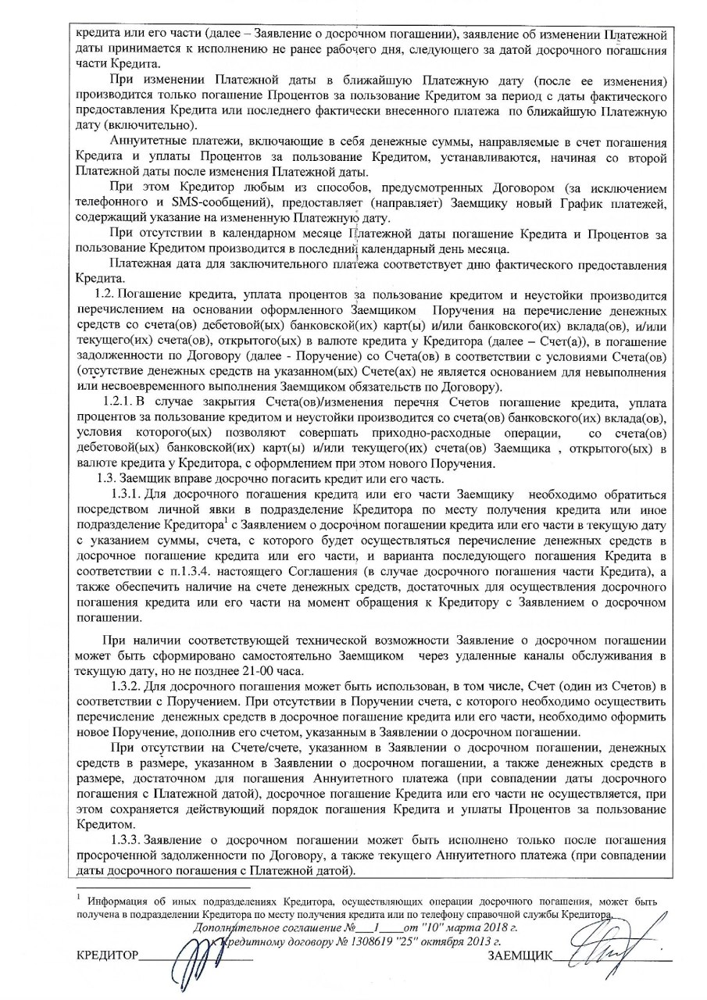 кредита или его части (далее – Заявление о досрочном погашении), заявление об изменении Платежной
даты принимается к исполнению не ранее рабочего дня, следующего за датой досрочного погашения
части Кредита.
При изменении Платежной даты в ближайшую Платежную дату (после ее изменения)
производится только погашение Процентов за пользование Кредитом за период с даты фактического
предоставления Кредита или последнего фактически внесенного платежа по ближайшую Платежную
дату (включительно).
Аннуитетные платежи, включающие в себя денежные суммы, направляемые в счет погашения
Кредита и уплаты Процентов за пользование Кредитом, устанавливаются, начиная со второй
Платежной даты после изменения Платежной даты.
При этом Кредитор любым из способов, предусмотренных Договором (за исключением
телефонного и SMS-сообщений), предоставляет (направляет) Заемщику новый График платежей,
содержащий указание на измененную Платежную дату.
При отсутствии в календарном месяце Платежной даты погашение Кредита и Процентов за
пользование Кредитом производится в последний календарный день месяца.
Платежная дата для заключительного платежа соответствует дню фактического предоставления
Кредита.
1.2. Погашение кредита, уплата процентов за пользование кредитом и неустойки производится
перечислением на основании оформленного Заемщиком Поручения на перечисление денежных
средств со счета(ов) дебетовой(ых) банковской(их) карт(ы) и/или банковского(их) вклада(ов), и/или
текущего(их) счета(ов), открытого(ых) в валюте кредита у Кредитора (далее – Счет(а)), в погашение
задолженности по Договору (далее - Поручение) со Счета(ов) в соответствии с условиями Счета(ов)
(отсутствие денежных средств на указанном(ых) Счете(ах) не является основанием для невыполнения
или несвоевременного выполнения Заемщиком обязательств по Договору).
1.2.1. В случае закрытия Счета(ов)/изменения перечня Счетов погашение кредита, уплата
процентов за пользование кредитом и неустойки производится со счета(ов) банковского(их) вклада(ов),
условия которого(ых) позволяют совершать приходно-расходные операции, со счета(ов)
дебетовой(ых) банковской(их) карт(ы) и/или текущего(их) счета(ов) Заемщика , открытого(ых) в
валюте кредита у Кредитора, с оформлением при этом нового Поручения.
1.3. Заемщик вправе досрочно погасить кредит или его часть.
1.3.1. Для досрочного погашения кредита или его части Заемщику необходимо обратиться
посредством личной явки в подразделение Кредитора по месту получения кредита или иное
подразделение Кредитора1 с Заявлением о досрочном погашении кредита или его части в текущую дату
с указанием суммы, счета, с которого будет осуществляться перечисление денежных средств в
досрочное погашение кредита или его части, и варианта последующего погашения Кредита в
соответствии с п.1.3.4. настоящего Соглашения (в случае досрочного погашения части Кредита), а
также обеспечить наличие на счете денежных средств, достаточных для осуществления досрочного
погашения кредита или его части на момент обращения к Кредитору с Заявлением о досрочном
погашении.
При наличии соответствующей технической возможности Заявление о досрочном погашении
может быть сформировано самостоятельно Заемщиком через удаленные каналы обслуживания в
текущую дату, но не позднее 21-00 часа.
1.3.2. Для досрочного погашения может быть использован, в том числе, Счет (один из Счетов) в
соответствии с Поручением. При отсутствии в Поручении счета, с которого необходимо осуществить
перечисление денежных средств в досрочное погашение кредита или его части, необходимо оформить
новое Поручение, дополнив его счетом, указанным в Заявлении о досрочном погашении.
При отсутствии на Счете/счете, указанном в Заявлении о досрочном погашении, денежных
средств в размере, указанном в Заявлении о досрочном погашении, а также денежных средств в
размере, достаточном для погашения Аннуитетного платежа (при совпадении даты досрочного
погашения с Платежной датой), досрочное погашение Кредита или его части не осуществляется, при
этом сохраняется действующий порядок погашения Кредита и уплаты Процентов за пользование
Кредитом.
1.3.3. Заявление о досрочном погашении может быть исполнено только после погашения
просроченной задолженности по Договору, а также текущего Аннуитетного платежа (при совпадении
даты досрочного погашения с Платежной датой).
1 Информация об иных подразделениях Кредитора, осуществляющих операции досрочного погашения, может быть
получена в подразделении Кредитора по месту получения кредита или по телефону справочной службы Кредитора.
Дополнительное соглашение №___1____от "10" марта 2018 г.
к Кредитному договору № 1308619 "25" октября 2013 г.
КРЕДИТОР__________________ ЗАЕМЩИК__________________